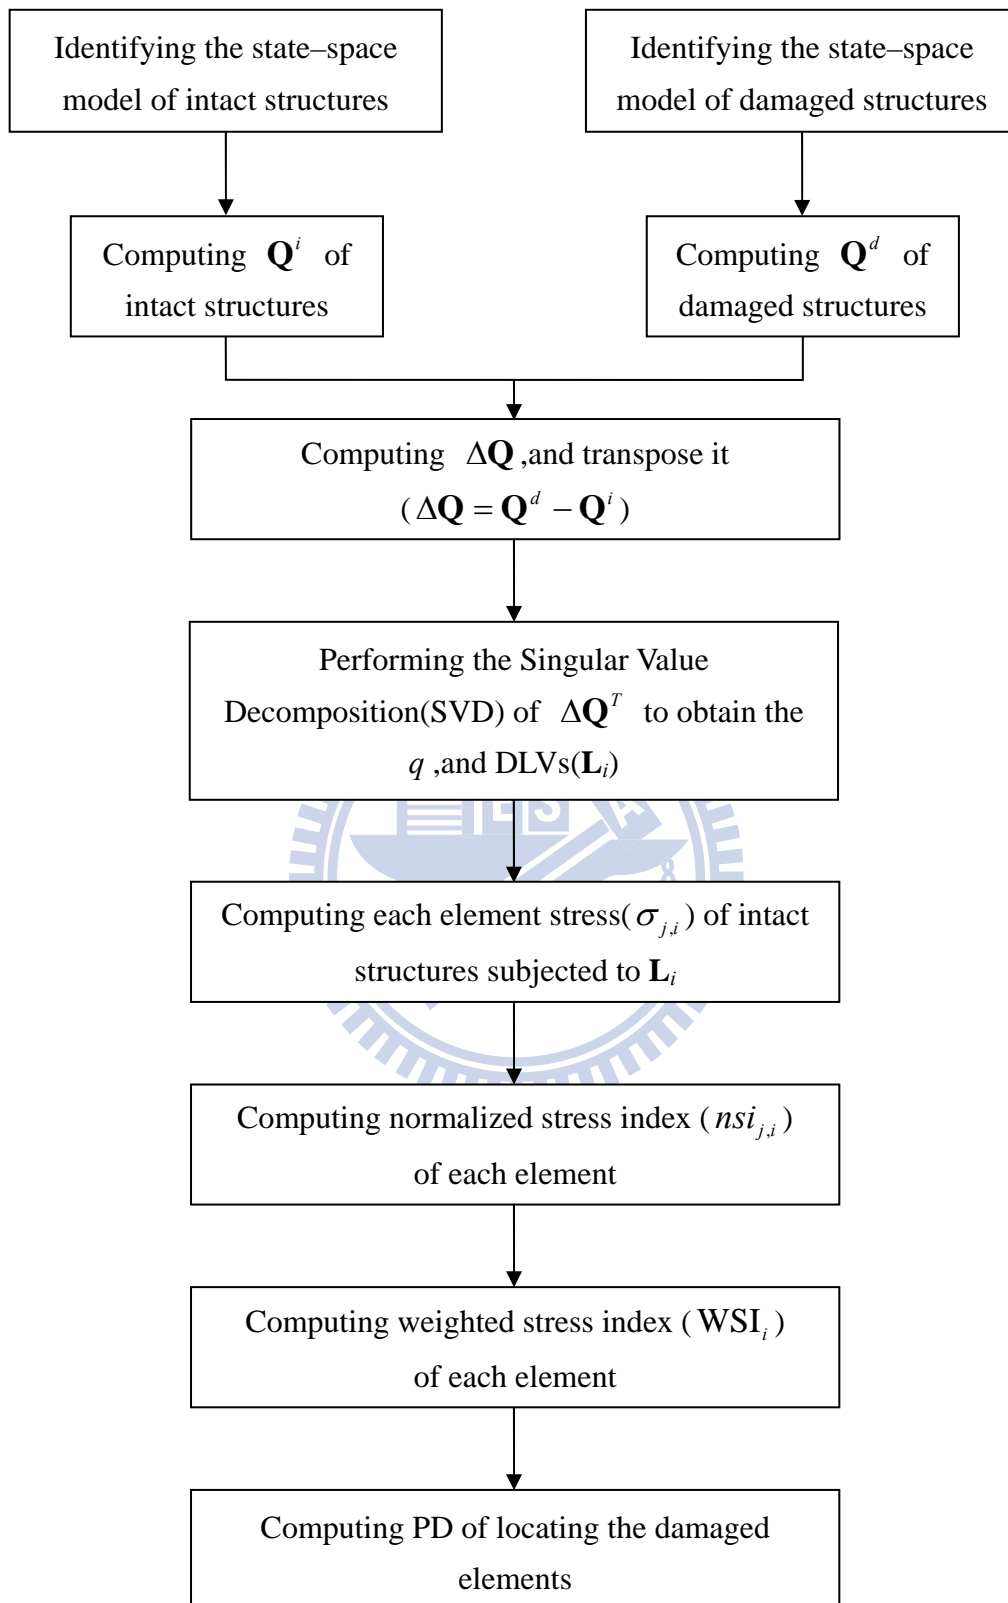 Identifying the state–space
model of intact structures
Identifying the state–space
model of damaged structures
Computing Q^i of
intact structures
Computing Q^d of
damaged structures
Computing ΔQ ,and transpose it
(ΔQ = Q^d − Q^i)
Performing the Singular Value
Decomposition(SVD) of ΔQ^T to obtain the
q ,and DLVs(L_i)
ESA
Computing each element stress(σ_{j,i}) of intact
structures subjected to L_i
Computing normalized stress index (nsi_{j,i})
of each element
Computing weighted stress index (WSI_i)
of each element
Computing PD of locating the damaged
elements